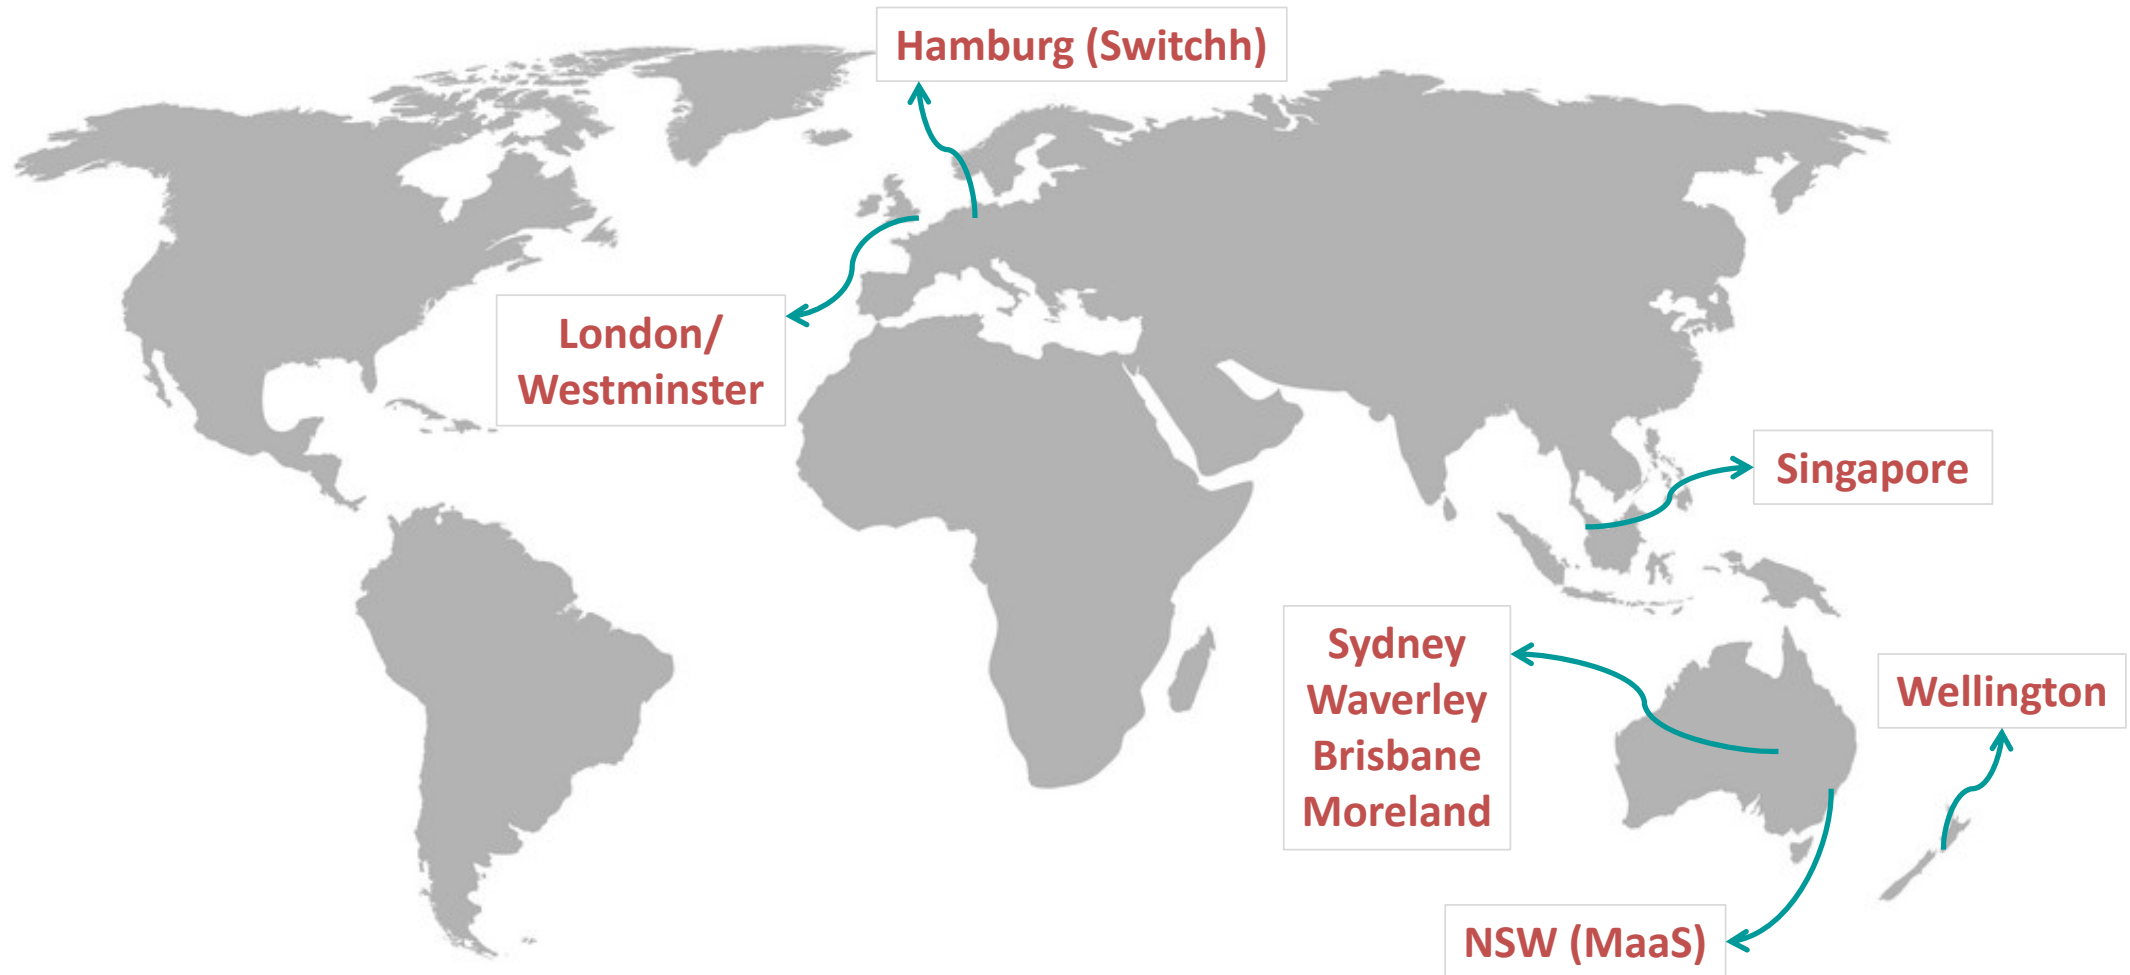 Hamburg (Switchh)
London/
Westminster
Singapore
Sydney
Waverley
Brisbane
Moreland
Wellington
NSW (MaaS)